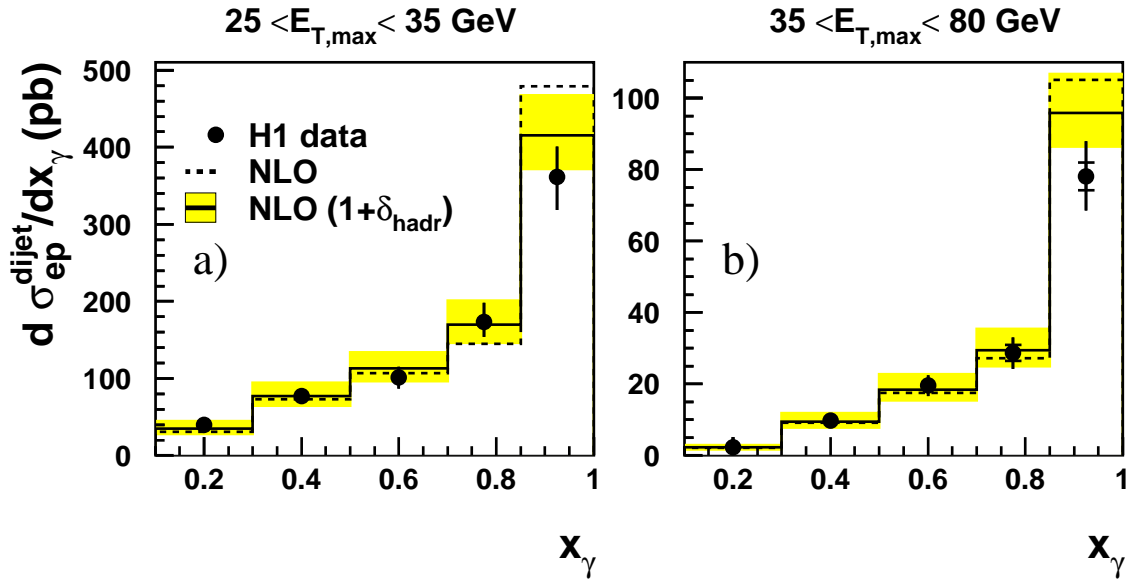 25 <E_T,max< 35 GeV
35 <E_T,max< 80 GeV
d σ_ep^dijet/dx_γ (pb)
500
400
300
200
100
0
H1 data
NLO
NLO (1+δ_hadr)
a)
0.2 0.4 0.6 0.8 1
x_γ
100
80
60
40
20
0
b)
0.2 0.4 0.6 0.8 1
x_γ